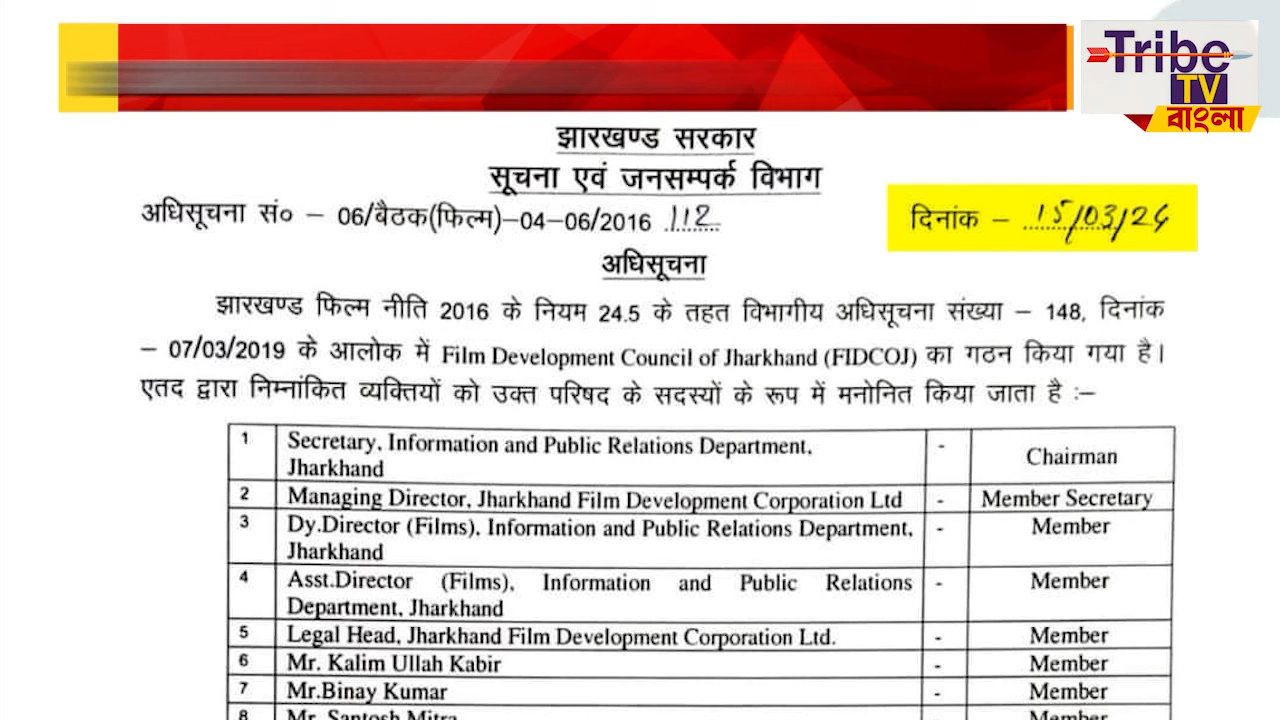 Tribe
TV
বাংলা
झारखण्ड सरकार
सूचना एवं जनसम्पर्क विभाग
अधिसूचना सं० – 06/बैठक(फिल्म)–04–06/2016 112
दिनांक – 15/03/24
अधिसूचना
झारखण्ड फिल्म नीति 2016 के नियम 24.5 के तहत विभागीय अधिसूचना संख्या – 148, दिनांक
– 07/03/2019 के आलोक में Film Development Council of Jharkhand (FIDCOJ) का गठन किया गया है।
एतद द्वारा निम्नांकित व्यक्तियों को उक्त परिषद के सदस्यों के रूप में मनोनित किया जाता है :–
1 Secretary, Information and Public Relations Department, - Chairman
Jharkhand
2 Managing Director, Jharkhand Film Development Corporation Ltd - Member Secretary
3 Dy.Director (Films), Information and Public Relations Department, - Member
Jharkhand
4 Asst.Director (Films), Information and Public Relations - Member
Department, Jharkhand
5 Legal Head, Jharkhand Film Development Corporation Ltd. - Member
6 Mr. Kalim Ullah Kabir - Member
7 Mr.Binay Kumar - Member
8 Mr. Santosh Mitra - Member